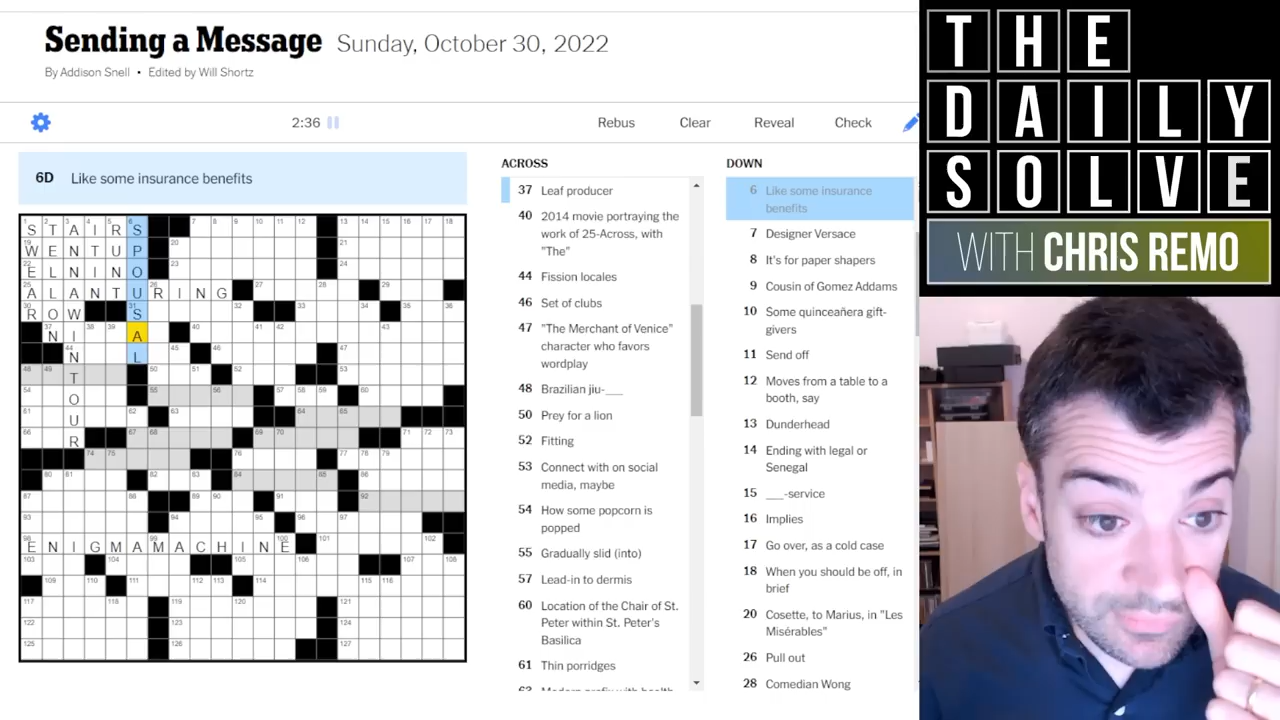 Sending a Message Sunday, October 30, 2022
By Addison Snell • Edited by Will Shortz
2:36
Rebus Clear Reveal Check
6D Like some insurance benefits
STAIRS
WENTUP
ELNINO
ALANTURING
ROW
S
NI
A
N
L
T
O
U
R
ENIGMAMACHINE
ACROSS
37 Leaf producer
40 2014 movie portraying the
work of 25-Across, with
"The"
44 Fission locales
46 Set of clubs
47 "The Merchant of Venice"
character who favors
wordplay
48 Brazilian jiu-___
50 Prey for a lion
52 Fitting
53 Connect with on social
media, maybe
54 How some popcorn is
popped
55 Gradually slid (into)
57 Lead-in to dermis
60 Location of the Chair of St.
Peter within St. Peter's
Basilica
61 Thin porridges
63 Modern prefix with health
DOWN
6 Like some insurance
benefits
7 Designer Versace
8 It's for paper shapers
9 Cousin of Gomez Addams
10 Some quinceañera gift-
givers
11 Send off
12 Moves from a table to a
booth, say
13 Dunderhead
14 Ending with legal or
Senegal
15 ___-service
16 Implies
17 Go over, as a cold case
18 When you should be off, in
brief
20 Cosette, to Marius, in "Les
Misérables"
26 Pull out
28 Comedian Wong
THE
DAILY
SOLVE
WITH CHRIS REMO